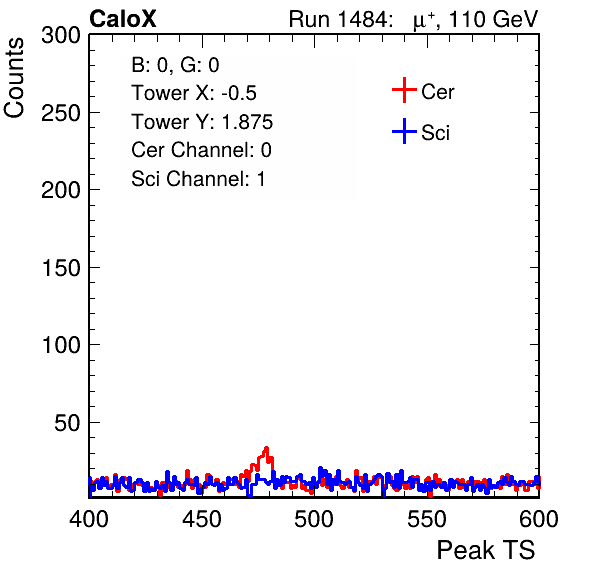 CaloX Run 1484: μ⁺, 110 GeV
Counts
300
250
200
150
100
50
B: 0, G: 0
Tower X: -0.5
Tower Y: 1.875
Cer Channel: 0
Sci Channel: 1
Cer
Sci
400 450 500 550 600
Peak TS